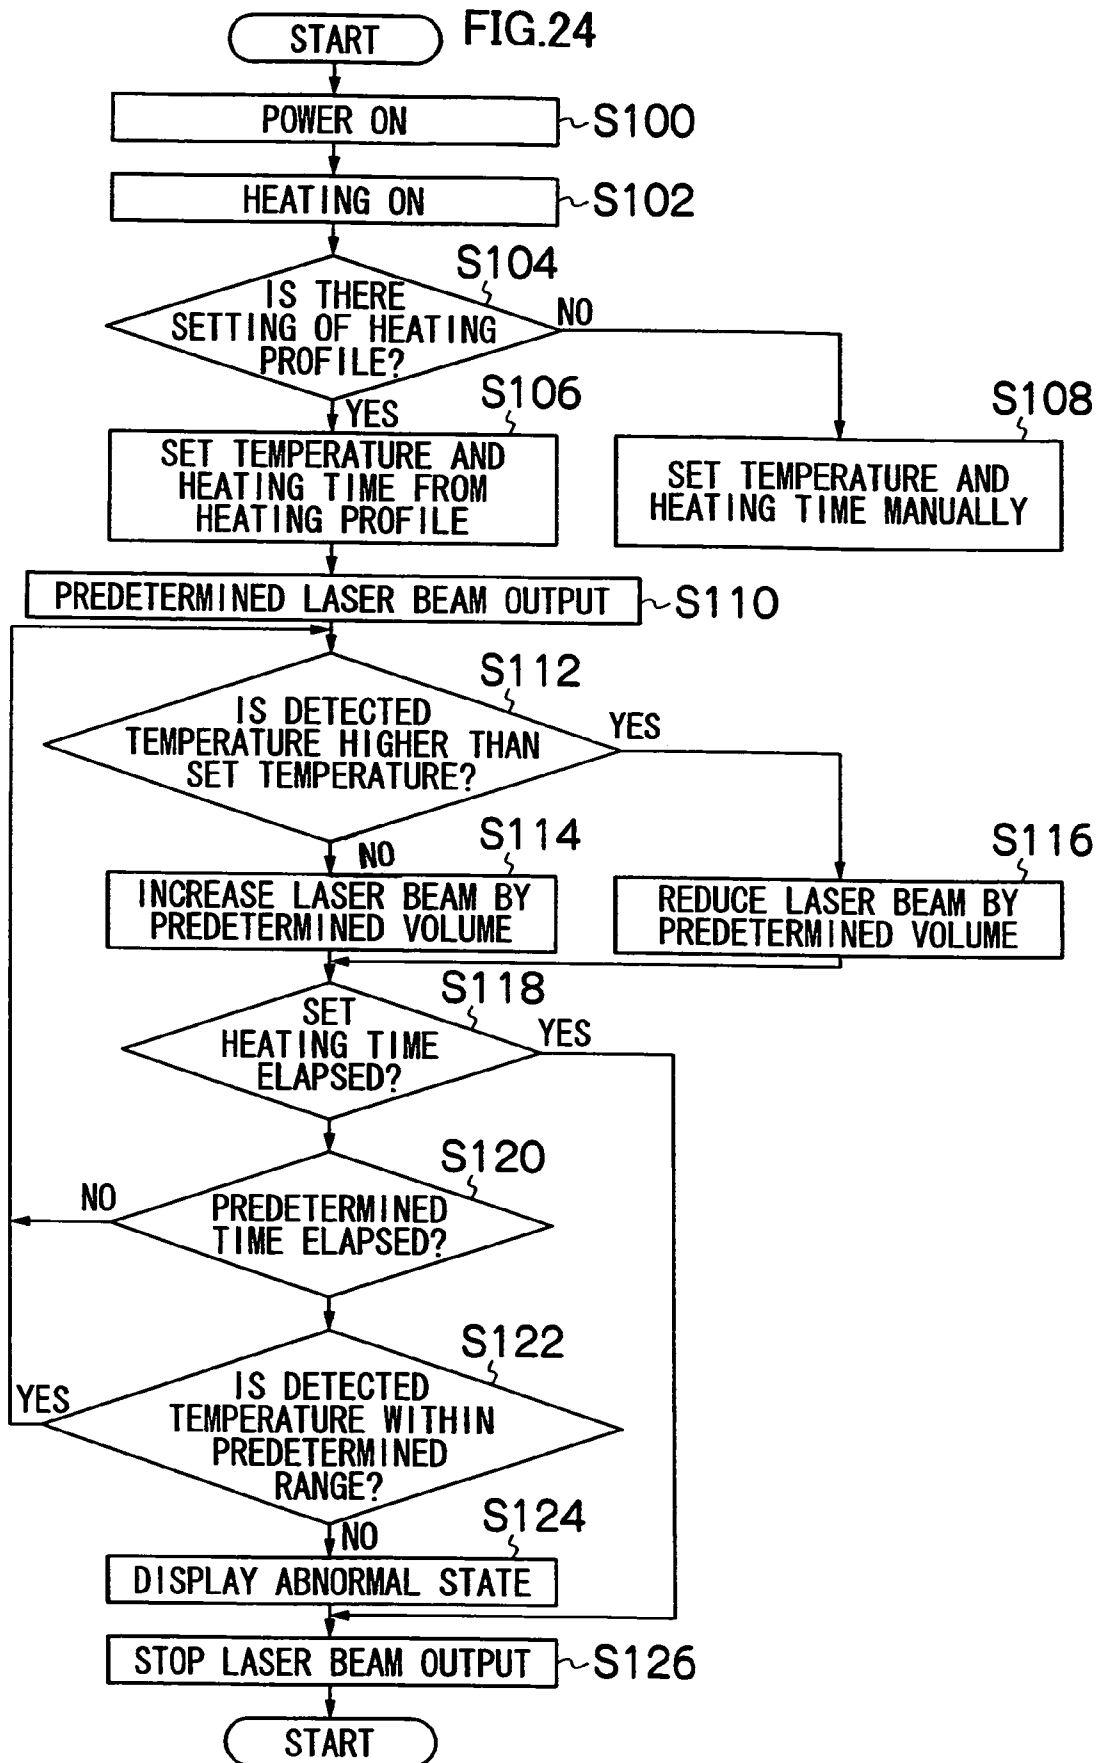 START
FIG.24
POWER ON
S100
HEATING ON
S102
S104
IS THERE
SETTING OF HEATING
PROFILE?
NO
YES
S106
SET TEMPERATURE AND
HEATING TIME FROM
HEATING PROFILE
S108
SET TEMPERATURE AND
HEATING TIME MANUALLY
PREDETERMINED LASER BEAM OUTPUT
S110
S112
IS DETECTED
TEMPERATURE HIGHER THAN
SET TEMPERATURE?
YES
NO
S114
INCREASE LASER BEAM BY
PREDETERMINED VOLUME
S116
REDUCE LASER BEAM BY
PREDETERMINED VOLUME
S118
SET
HEATING TIME
ELAPSED?
YES
S120
NO
PREDETERMINED
TIME ELAPSED?
S122
YES
IS DETECTED
TEMPERATURE WITHIN
PREDETERMINED
RANGE?
NO
S124
DISPLAY ABNORMAL STATE
STOP LASER BEAM OUTPUT
S126
START